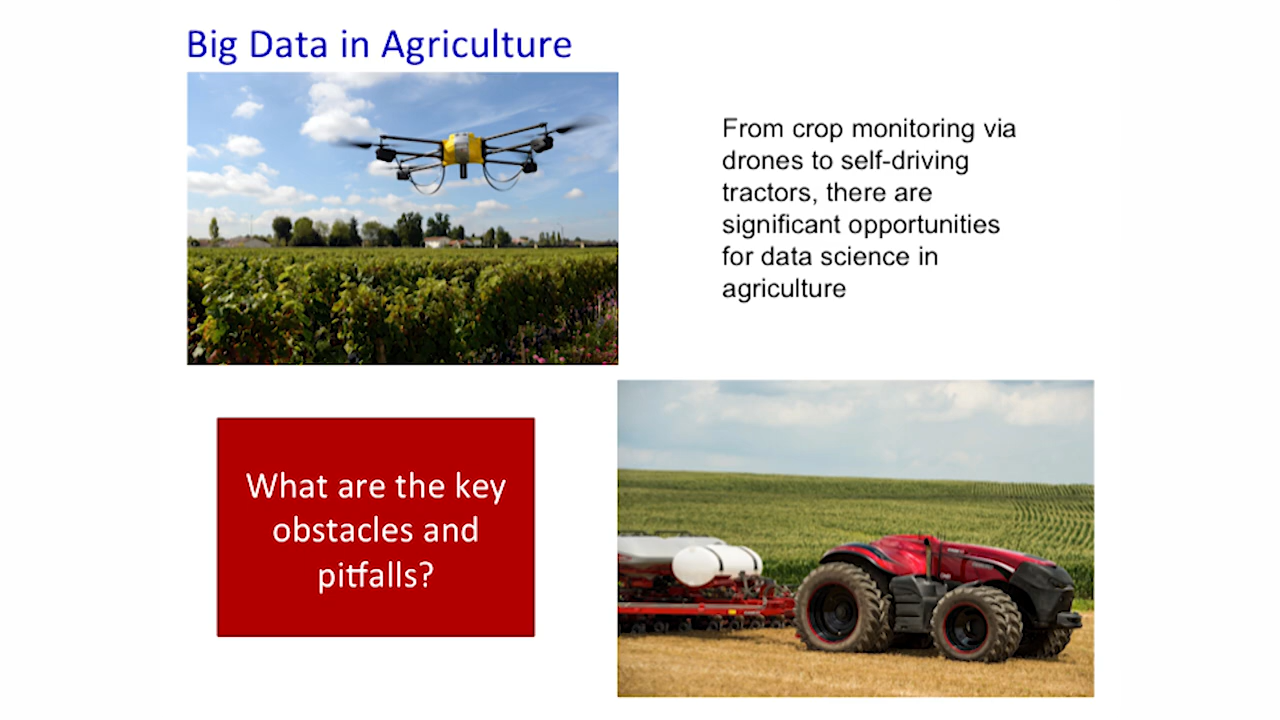 Big Data in Agriculture
From crop monitoring via
drones to self-driving
tractors, there are
significant opportunities
for data science in
agriculture
What are the key
obstacles and
pitfalls?